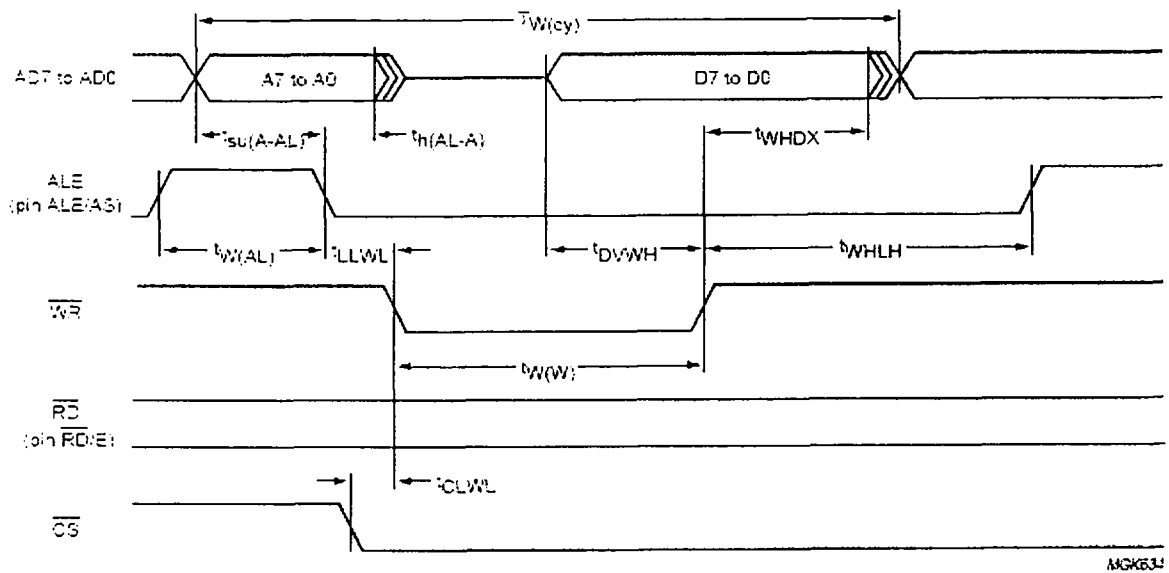 TW(cy)
AD7 to AD0
A7 to A0
D7 to D0
tsu(A-AL)
th(AL-A)
tWHDX
ALE
(pin ALE/AS)
tW(AL)
tLLWL
tDVWH
tWHLH
WR
tW(W)
RD
(pin RD/E)
tCLWL
CS
MGK634